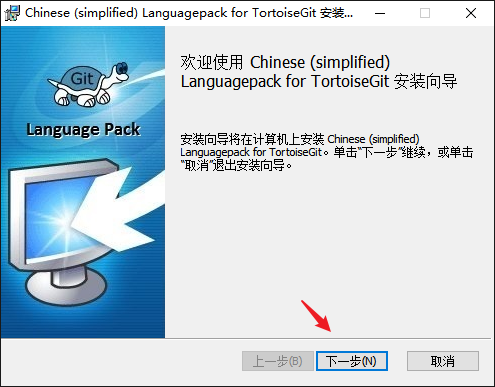 Chinese (simplified) Languagepack for TortoiseGit 安装...
Git
Language Pack
欢迎使用 Chinese (simplified)
Languagepack for TortoiseGit 安装向导
安装向导将在计算机上安装 Chinese (simplified)
Languagepack for TortoiseGit。单击“下一步”继续，或单击
“取消”退出安装向导。
上一步(B)
下一步(N)
取消